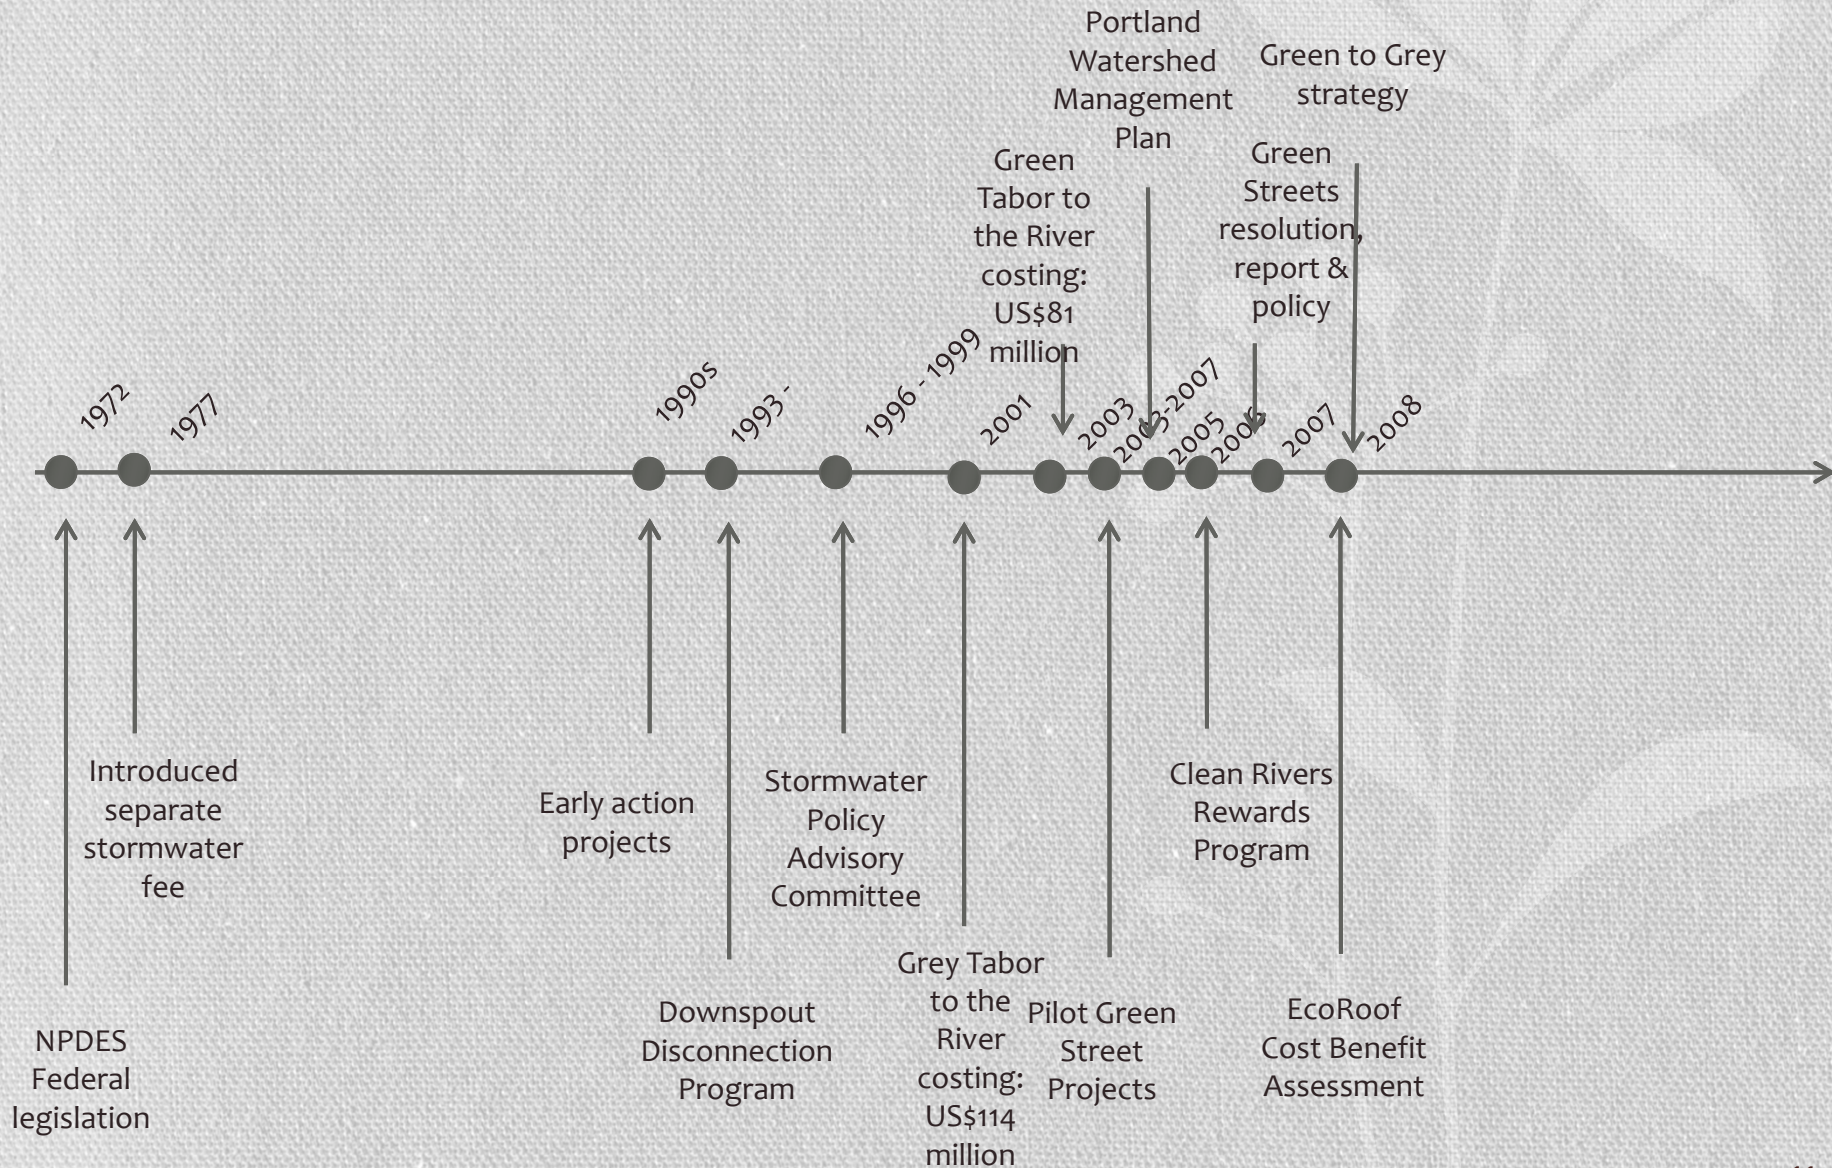 Portland
Watershed
Management
Plan
Green to Grey
strategy
Green
Tabor to
the River
costing:
US$81
million
Green
Streets
resolution,
report &
policy
1972
1977
1990s
1993 -
1996 - 1999
2001
2003
2003-2007
2005
2006
2007
2008
Introduced
separate
stormwater
fee
Early action
projects
Stormwater
Policy
Advisory
Committee
Clean Rivers
Rewards
Program
NPDES
Federal
legislation
Downspout
Disconnection
Program
Grey Tabor
to the
River
costing:
US$114
million
Pilot Green
Street
Projects
EcoRoof
Cost Benefit
Assessment